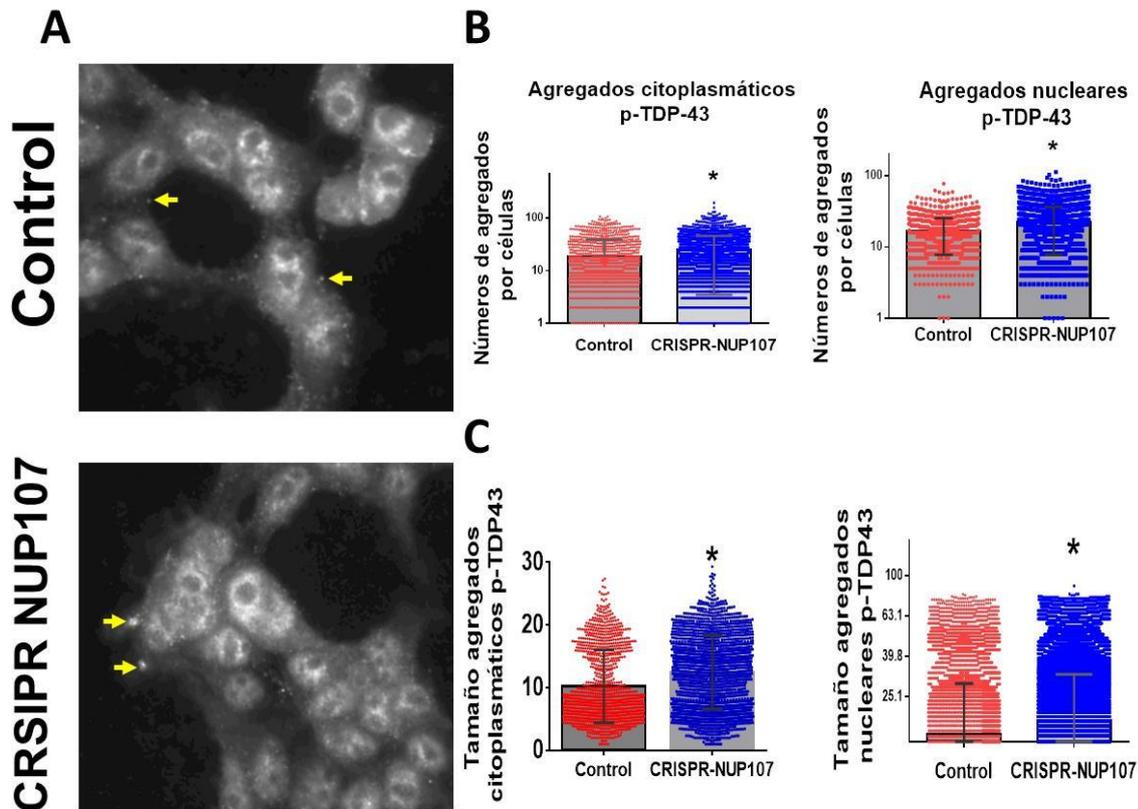 A
Control
CRSIPR NUP107
B
Agregados citoplasmáticos
p-TDP-43
Números de agregados
por células
*
100
10
1
Control
CRISPR-NUP107
Agregados nucleares
p-TDP-43
Números de agregados
por células
*
100
10
1
Control
CRISPR-NUP107
C
Tamaño agregados
citoplasmáticos p-TDP43
*
30
20
10
0
Control
CRISPR-NUP107
Tamaño agregados
nucleares p-TDP43
*
100
63.1
39.8
25.1
Control
CRISPR-NUP107